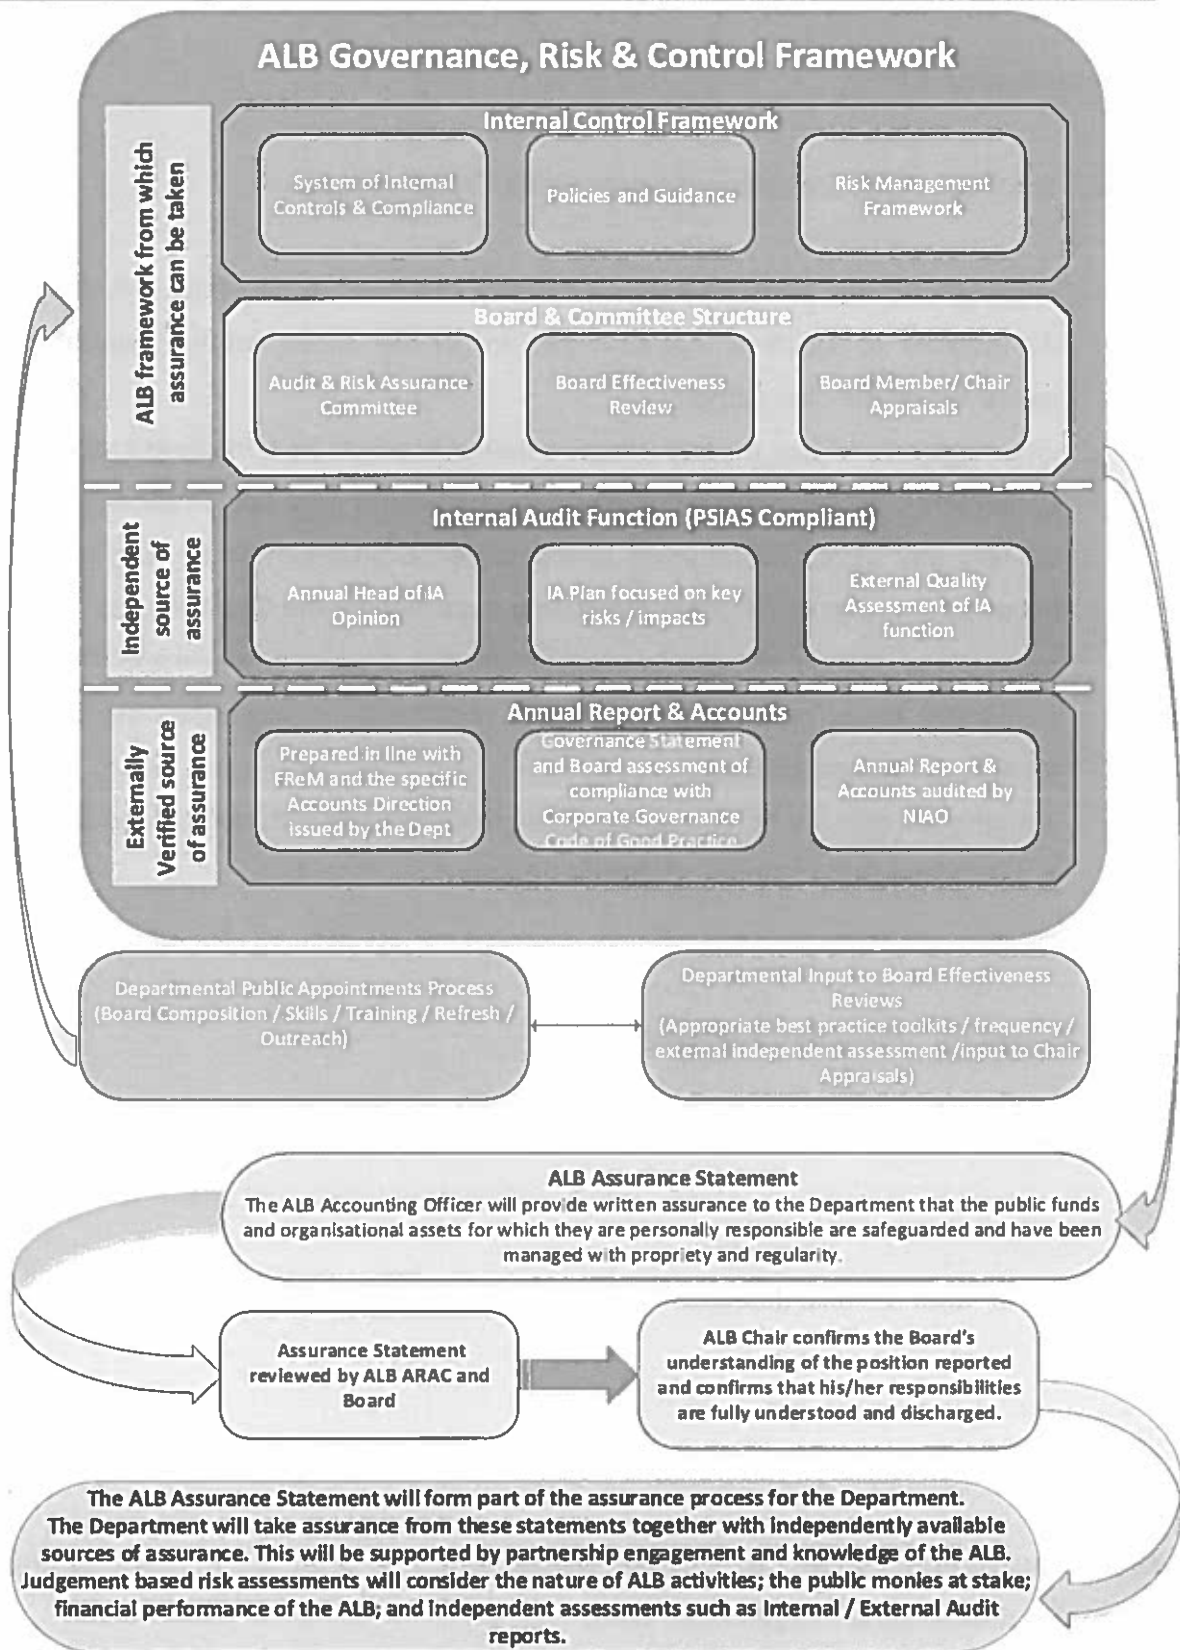 ALB Governance, Risk & Control Framework
ALB framework from which
assurance can be taken
Internal Control Framework
System of Internal
Controls & Compliance
Policies and Guidance
Risk Management
Framework
Board & Committee Structure
Audit & Risk Assurance
Committee
Board Effectiveness
Review
Board Member/ Chair
Appraisals
Independent
source of
assurance
Internal Audit Function (PSIAS Compliant)
Annual Head of IA
Opinion
IA Plan focused on key
risks / impacts
External Quality
Assessment of IA
function
Externally
Verified source
of assurance
Annual Report & Accounts
Prepared in line with
FReM and the specific
Accounts Direction
issued by the Dept
Governance Statement
and Board assessment of
compliance with
Corporate Governance
Code of Good Practice
Annual Report &
Accounts audited by
NIAO
Departmental Public Appointments Process
(Board Composition / Skills / Training / Refresh /
Outreach)
Departmental Input to Board Effectiveness
Reviews
(Appropriate best practice toolkits / frequency /
external independent assessment /input to Chair
Appraisals)
ALB Assurance Statement
The ALB Accounting Officer will provide written assurance to the Department that the public funds
and organisational assets for which they are personally responsible are safeguarded and have been
managed with propriety and regularity.
Assurance Statement
reviewed by ALB ARAC and
Board
ALB Chair confirms the Board's
understanding of the position reported
and confirms that his/her responsibilities
are fully understood and discharged.
The ALB Assurance Statement will form part of the assurance process for the Department.
The Department will take assurance from these statements together with independently available
sources of assurance. This will be supported by partnership engagement and knowledge of the ALB.
Judgement based risk assessments will consider the nature of ALB activities; the public monies at stake;
financial performance of the ALB; and independent assessments such as Internal / External Audit
reports.